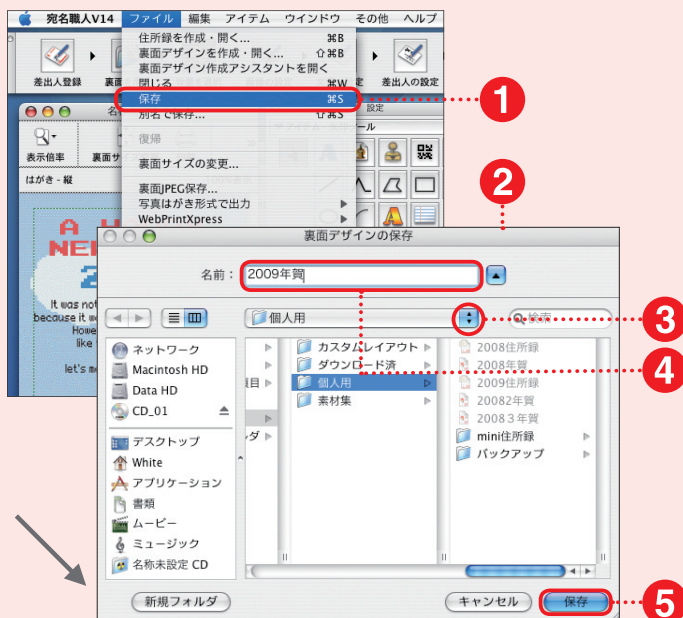 宛名職人V14 ファイル 編集 アイテム ウインドウ その他 ヘルプ
住所録を作成・開く... ⌘B
裏面デザインを作成・開く... ⇧⌘B
裏面デザイン作成アシスタントを開く
閉じる ⌘W
保存 ⌘S
別名で保存... ⇧⌘S
復帰
裏面サイズの変更...
裏面JPEG保存...
写真はがき形式で出力
WebPrintXpress
差出人登録
差出人の設定
設定
表示倍率
はがき - 縦
It was not
because it w
Howe
like
let's m
1
2
裏面デザインの保存
名前：
2009年賀
個人用
検索
3
4
ネットワーク
Macintosh HD
Data HD
CD_01
デスクトップ
White
アプリケーション
書類
ムービー
ミュージック
名称未設定 CD
カスタムレイアウト
ダウンロード済
個人用
素材集
2008住所録
2008年賀
2009住所録
20082年賀
2008３年賀
mini住所録
バックアップ
新規フォルダ
キャンセル
保存
5